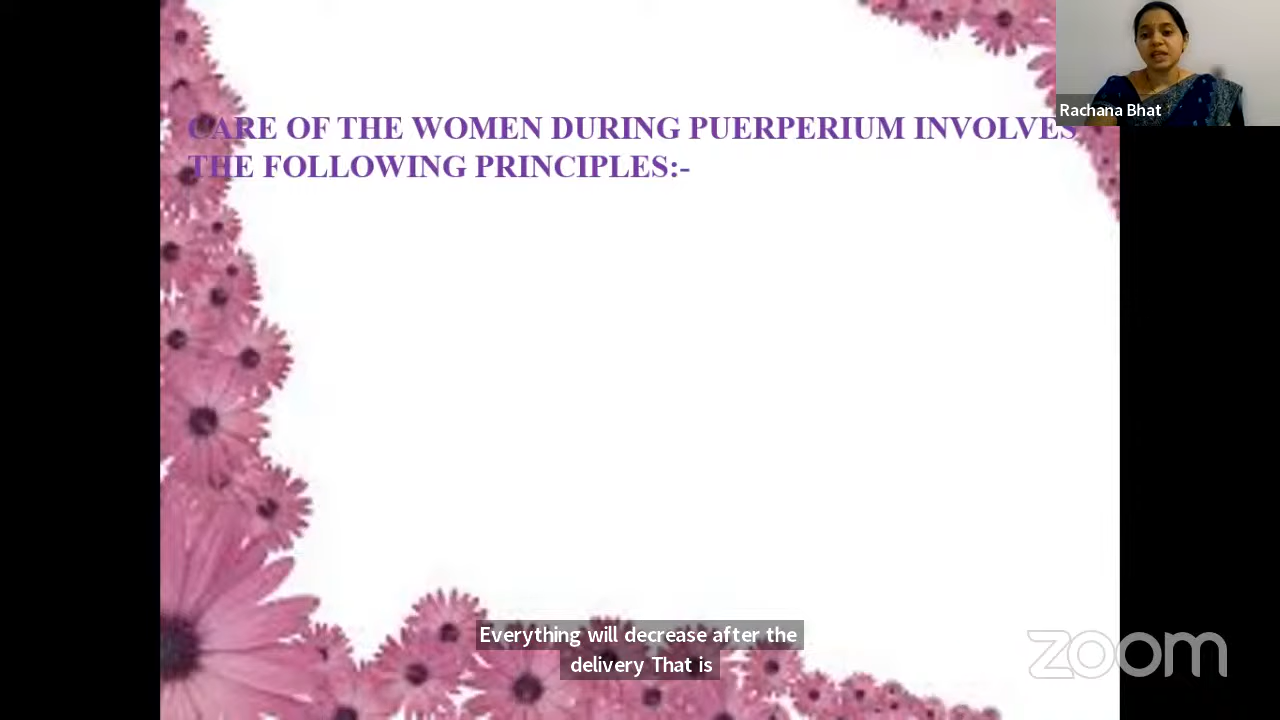 CARE OF THE WOMEN DURING PUERPERIUM INVOLVES
THE FOLLOWING PRINCIPLES:-
Rachana Bhat
Everything will decrease after the
delivery That is
zoom